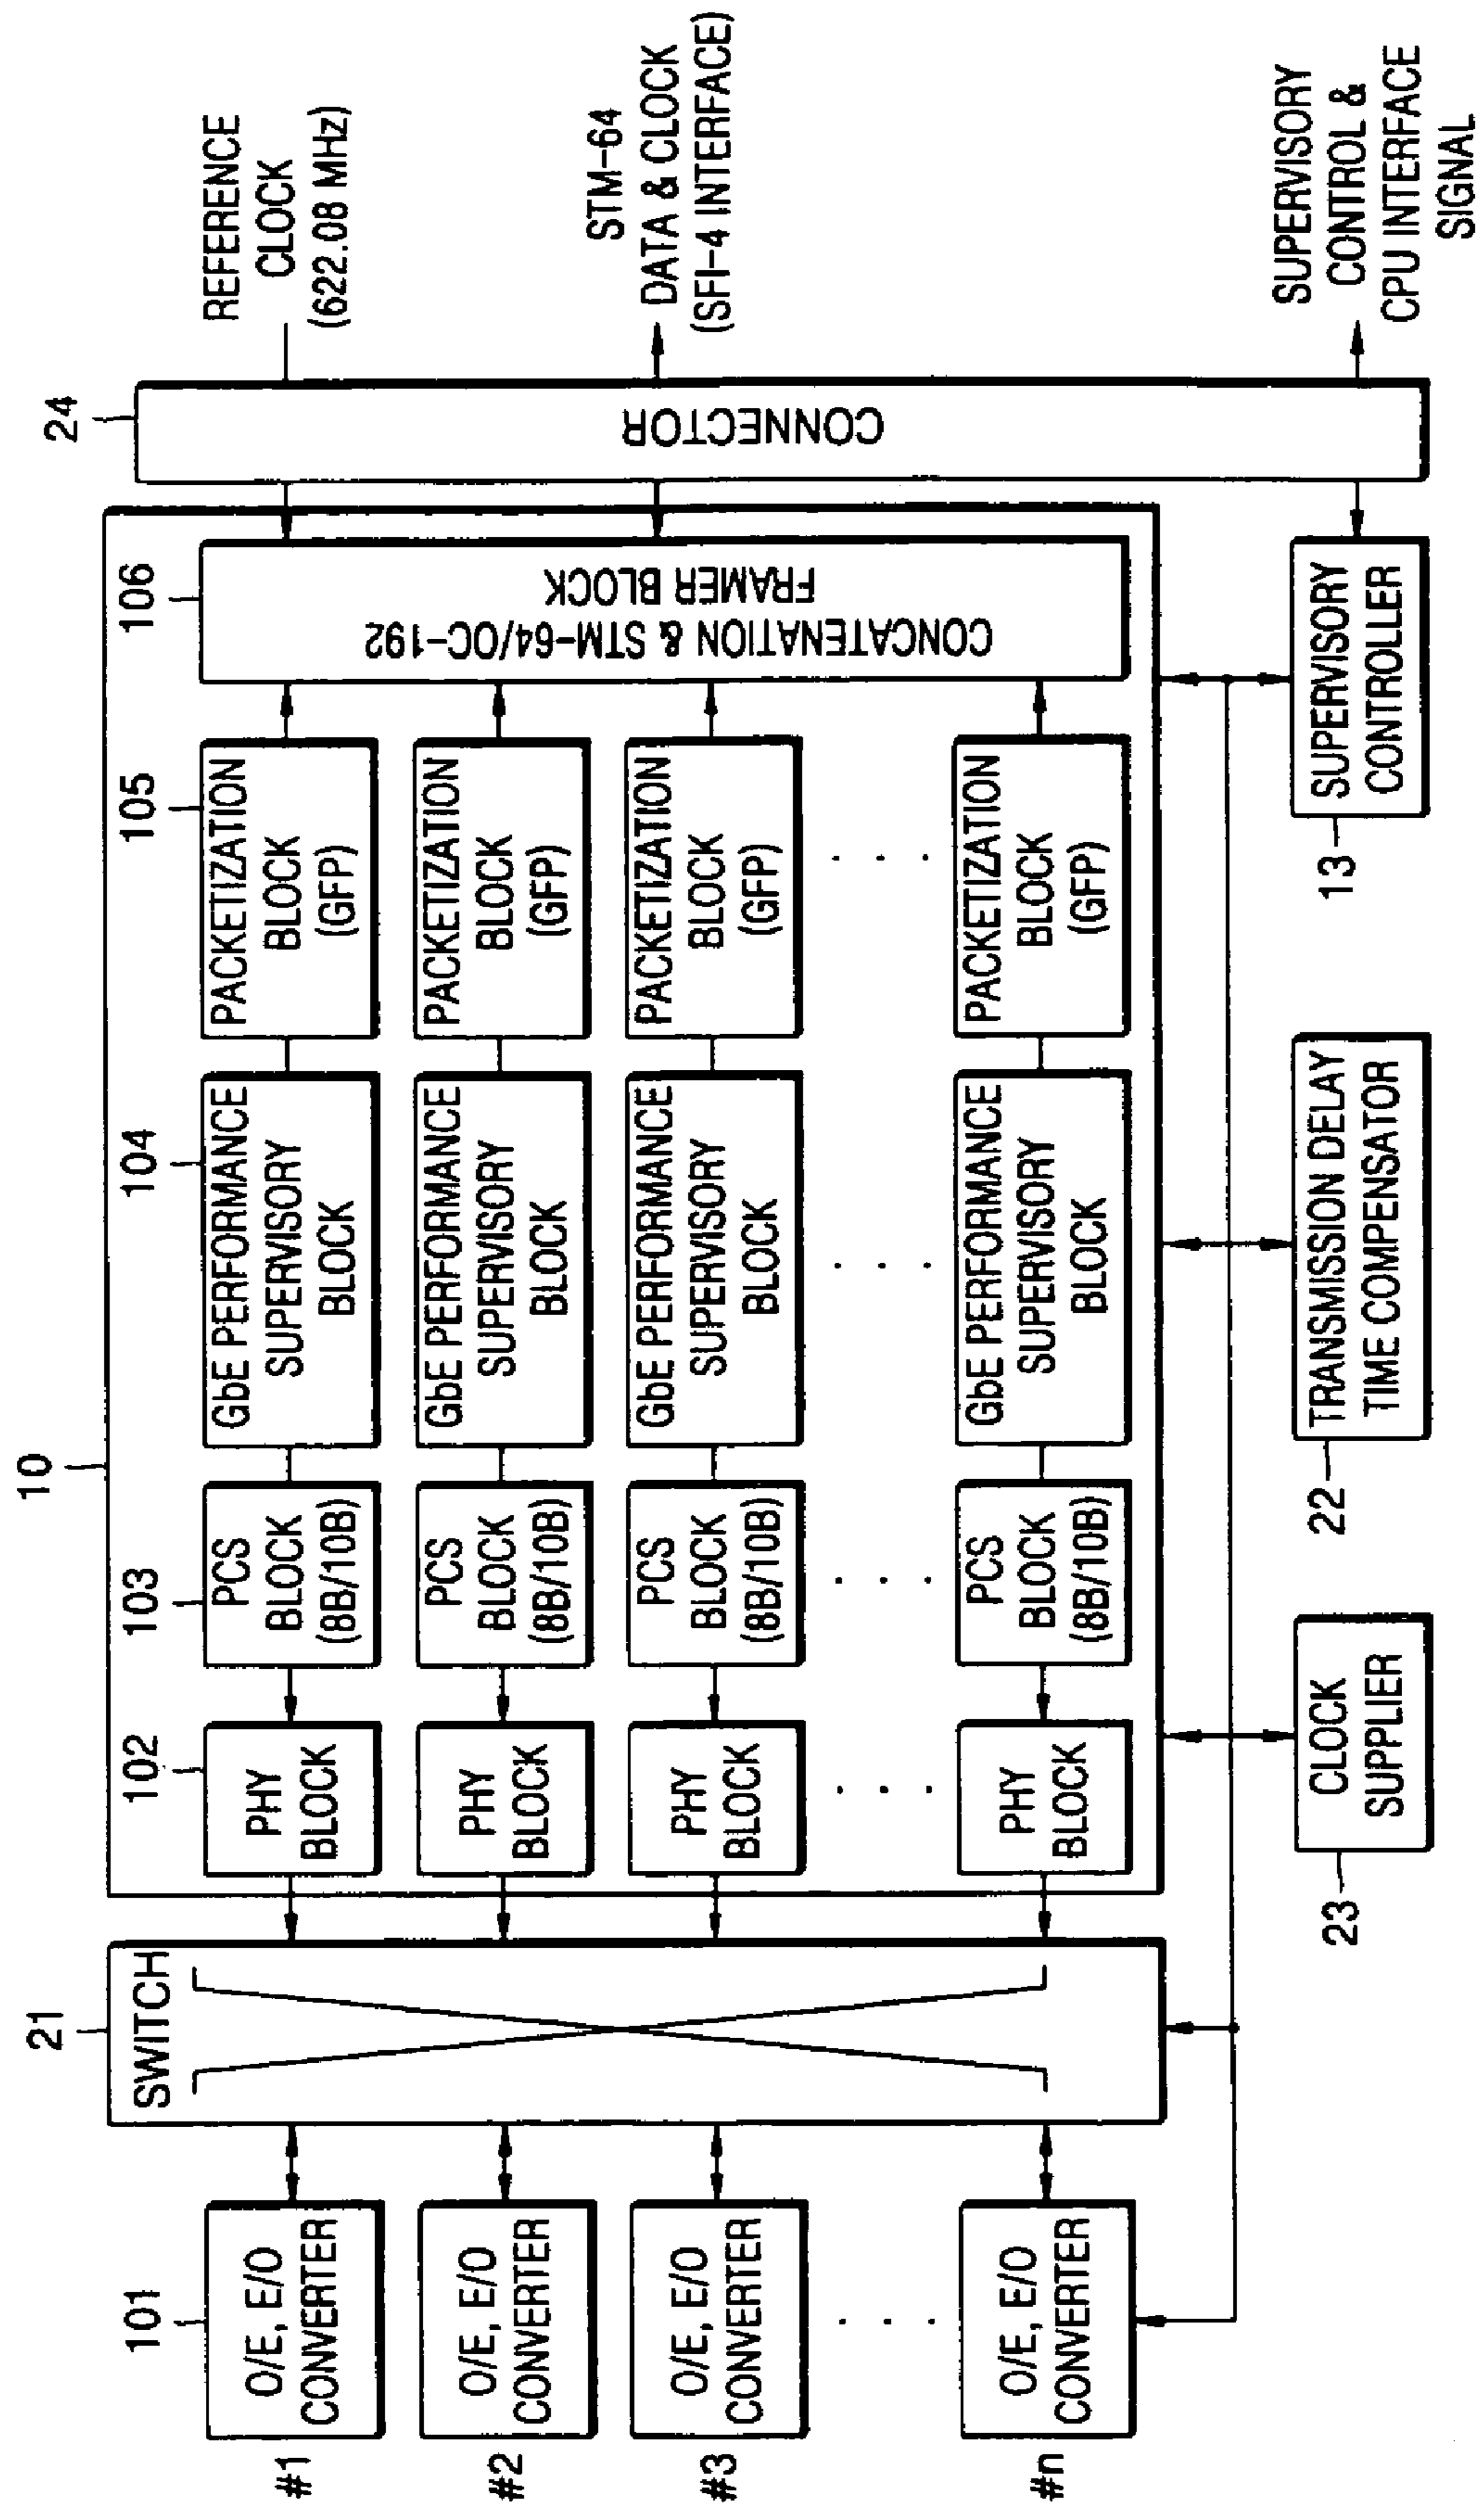 10
21
SWITCH
24
CONNECTOR
101
102
103
104
105
106
#1
O/E, E/O
CONVERTER
PHY
BLOCK
PCS
BLOCK
(8B/10B)
GbE PERFORMANCE
SUPERVISORY
BLOCK
PACKETIZATION
BLOCK
(GFP)
#2
O/E, E/O
CONVERTER
PHY
BLOCK
PCS
BLOCK
(8B/10B)
GbE PERFORMANCE
SUPERVISORY
BLOCK
PACKETIZATION
BLOCK
(GFP)
#3
O/E, E/O
CONVERTER
PHY
BLOCK
PCS
BLOCK
(8B/10B)
GbE PERFORMANCE
SUPERVISORY
BLOCK
PACKETIZATION
BLOCK
(GFP)
. . .
. . .
. . .
. . .
. . .
#n
O/E, E/O
CONVERTER
PHY
BLOCK
PCS
BLOCK
(8B/10B)
GbE PERFORMANCE
SUPERVISORY
BLOCK
PACKETIZATION
BLOCK
(GFP)
CONCATENATION & STM-64/OC-192
FRAMER BLOCK
REFERENCE
CLOCK
(622.08 MHz)
STM-64
DATA & CLOCK
(SFI-4 INTERFACE)
SUPERVISORY
CONTROL &
CPU INTERFACE
SIGNAL
23
CLOCK
SUPPLIER
22
TRANSMISSION DELAY
TIME COMPENSATOR
13
SUPERVISORY
CONTROLLER